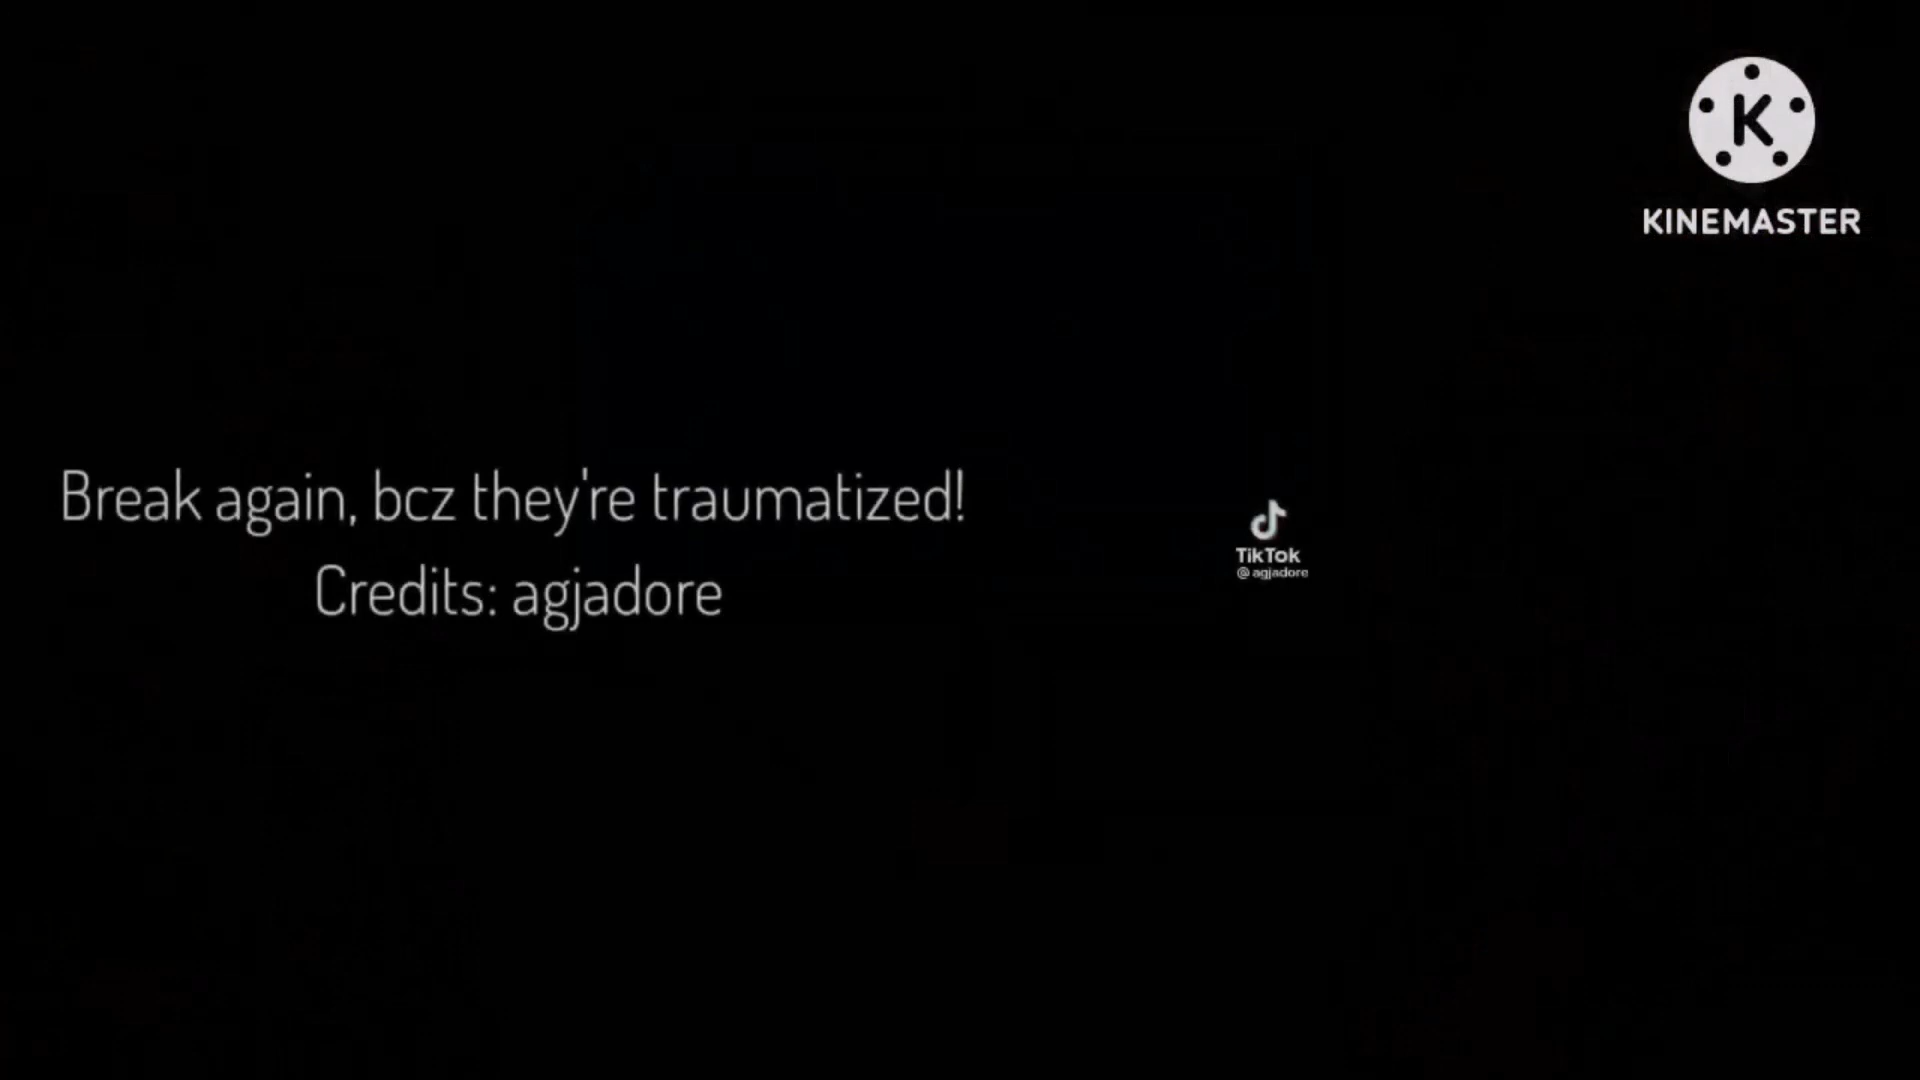 KINEMASTER
Break again, bcz they're traumatized!
Credits: agjadore
TikTok
@agjadore